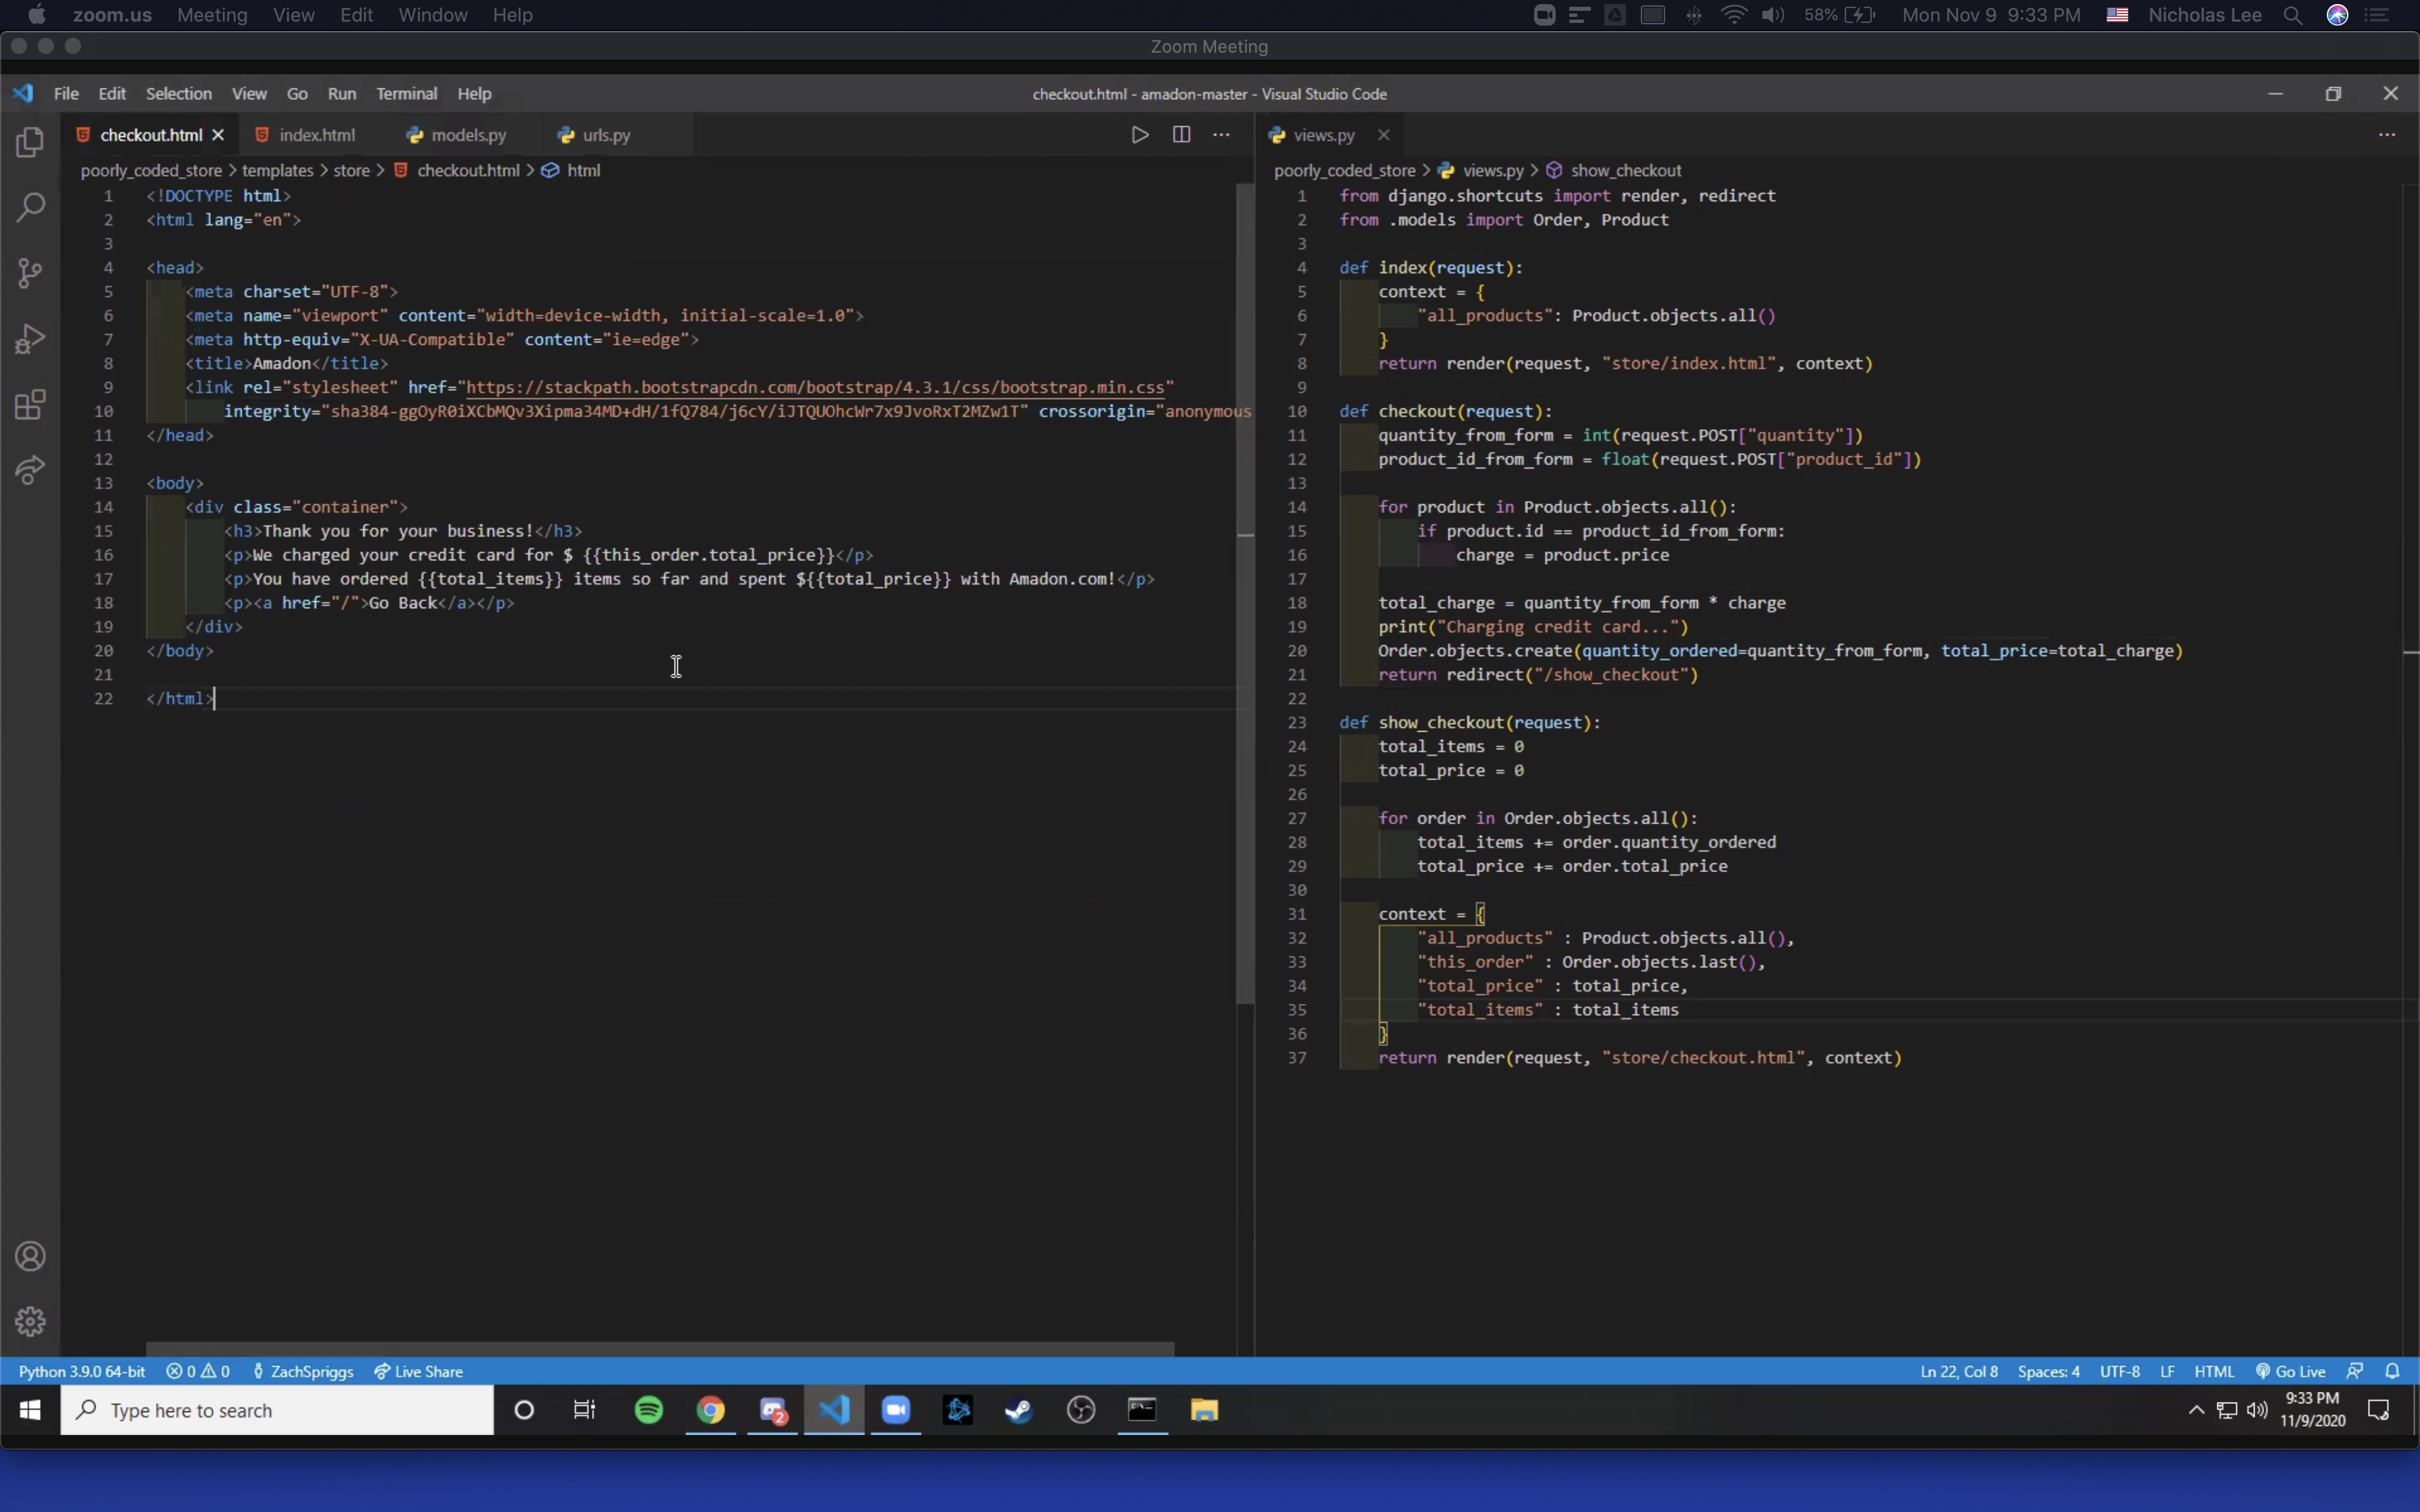 zoom.us Meeting View Edit Window Help 58% Mon Nov 9 9:33 PM Nicholas Lee
Zoom Meeting
File Edit Selection View Go Run Terminal Help checkout.html - amadon-master - Visual Studio Code
checkout.html index.html models.py urls.py
poorly_coded_store > templates > store > checkout.html > html
1 <!DOCTYPE html>
2 <html lang="en">
3
4 <head>
5 <meta charset="UTF-8">
6 <meta name="viewport" content="width=device-width, initial-scale=1.0">
7 <meta http-equiv="X-UA-Compatible" content="ie=edge">
8 <title>Amadon</title>
9 <link rel="stylesheet" href="https://stackpath.bootstrapcdn.com/bootstrap/4.3.1/css/bootstrap.min.css"
10 integrity="sha384-ggOyR0iXCbMQv3Xipma34MD+dH/1fQ784/j6cY/iJTQUOhcWr7x9JvoRxT2MZw1T" crossorigin="anonymous
11 </head>
12
13 <body>
14 <div class="container">
15 <h3>Thank you for your business!</h3>
16 <p>We charged your credit card for $ {{this_order.total_price}}</p>
17 <p>You have ordered {{total_items}} items so far and spent ${{total_price}} with Amadon.com!</p>
18 <p><a href="/">Go Back</a></p>
19 </div>
20 </body>
21
22 </html>
views.py
poorly_coded_store > views.py > show_checkout
1 from django.shortcuts import render, redirect
2 from .models import Order, Product
3
4 def index(request):
5 context = {
6 "all_products": Product.objects.all()
7 }
8 return render(request, "store/index.html", context)
9
10 def checkout(request):
11 quantity_from_form = int(request.POST["quantity"])
12 product_id_from_form = float(request.POST["product_id"])
13
14 for product in Product.objects.all():
15 if product.id == product_id_from_form:
16 charge = product.price
17
18 total_charge = quantity_from_form * charge
19 print("Charging credit card...")
20 Order.objects.create(quantity_ordered=quantity_from_form, total_price=total_charge)
21 return redirect("/show_checkout")
22
23 def show_checkout(request):
24 total_items = 0
25 total_price = 0
26
27 for order in Order.objects.all():
28 total_items += order.quantity_ordered
29 total_price += order.total_price
30
31 context = {
32 "all_products" : Product.objects.all(),
33 "this_order" : Order.objects.last(),
34 "total_price" : total_price,
35 "total_items" : total_items
36 }
37 return render(request, "store/checkout.html", context)
Python 3.9.0 64-bit 0 0 ZachSpriggs Live Share Ln 22, Col 8 Spaces: 4 UTF-8 LF HTML Go Live
Type here to search 2 9:33 PM
11/9/2020